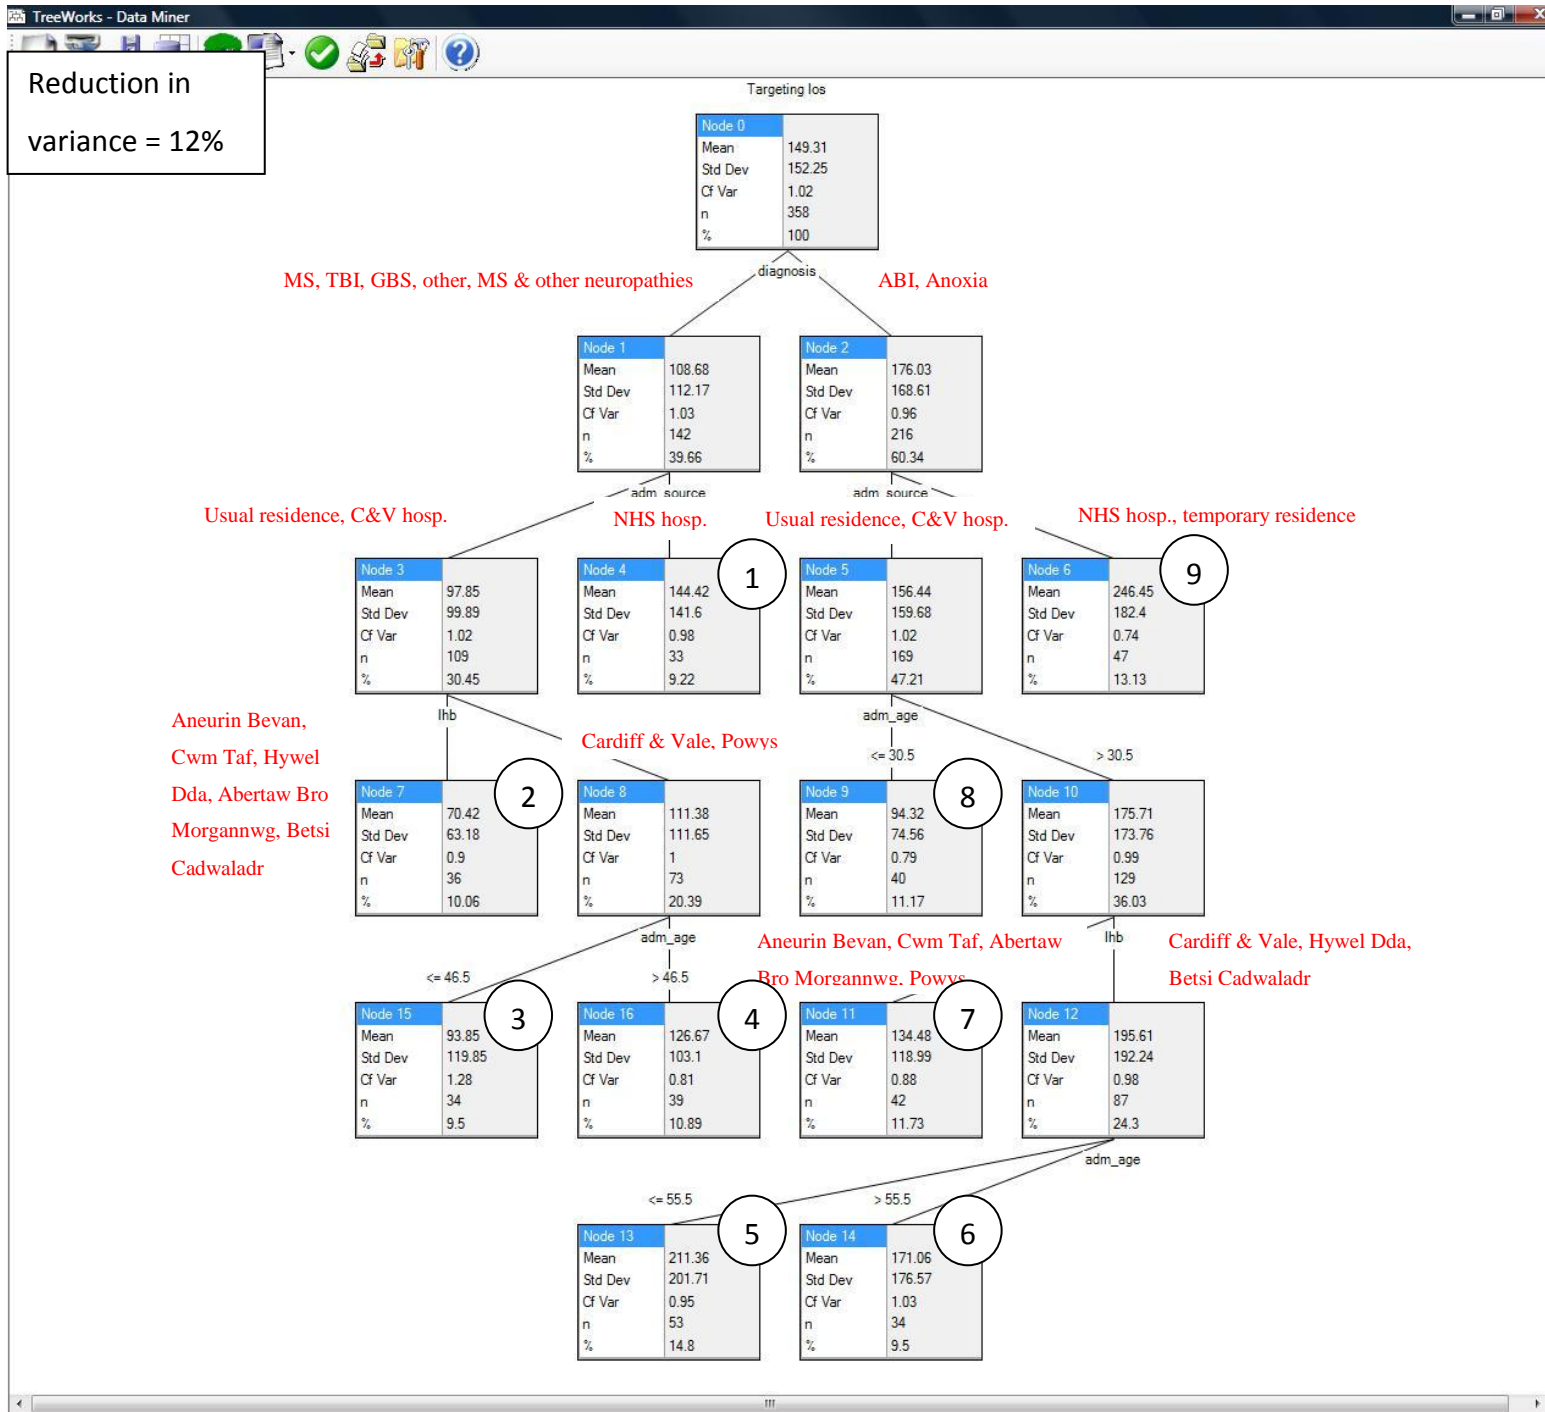 TreeWorks - Data Miner
Reduction in
variance = 12%
Targeting los
Node 0
Mean 149.31
Std Dev 152.25
Cf Var 1.02
n 358
% 100
diagnosis
MS, TBI, GBS, other, MS & other neuropathies
ABI, Anoxia
Node 1
Mean 108.68
Std Dev 112.17
Cf Var 1.03
n 142
% 39.66
Node 2
Mean 176.03
Std Dev 168.61
Cf Var 0.96
n 216
% 60.34
adm_source
adm_source
Usual residence, C&V hosp.
NHS hosp.
Usual residence, C&V hosp.
NHS hosp., temporary residence
Node 3
Mean 97.85
Std Dev 99.89
Cf Var 1.02
n 109
% 30.45
Node 4
Mean 144.42
Std Dev 141.6
Cf Var 0.98
n 33
% 9.22
1
Node 5
Mean 156.44
Std Dev 159.68
Cf Var 1.02
n 169
% 47.21
Node 6
Mean 246.45
Std Dev 182.4
Cf Var 0.74
n 47
% 13.13
9
lhb
Aneurin Bevan,
Cwm Taf, Hywel
Dda, Abertaw Bro
Morgannwg, Betsi
Cadwaladr
Cardiff & Vale, Powys
adm_age
<= 30.5
> 30.5
Node 7
Mean 70.42
Std Dev 63.18
Cf Var 0.9
n 36
% 10.06
2
Node 8
Mean 111.38
Std Dev 111.65
Cf Var 1
n 73
% 20.39
Node 9
Mean 94.32
Std Dev 74.56
Cf Var 0.79
n 40
% 11.17
8
Node 10
Mean 175.71
Std Dev 173.76
Cf Var 0.99
n 129
% 36.03
adm_age
<= 46.5
> 46.5
Aneurin Bevan, Cwm Taf, Abertaw
Bro Morgannwg, Powys
lhb
Cardiff & Vale, Hywel Dda,
Betsi Cadwaladr
Node 15
Mean 93.85
Std Dev 119.85
Cf Var 1.28
n 34
% 9.5
3
Node 16
Mean 126.67
Std Dev 103.1
Cf Var 0.81
n 39
% 10.89
4
Node 11
Mean 134.48
Std Dev 118.99
Cf Var 0.88
n 42
% 11.73
7
Node 12
Mean 195.61
Std Dev 192.24
Cf Var 0.98
n 87
% 24.3
adm_age
<= 55.5
> 55.5
Node 13
Mean 211.36
Std Dev 201.71
Cf Var 0.95
n 53
% 14.8
5
Node 14
Mean 171.06
Std Dev 176.57
Cf Var 1.03
n 34
% 9.5
6